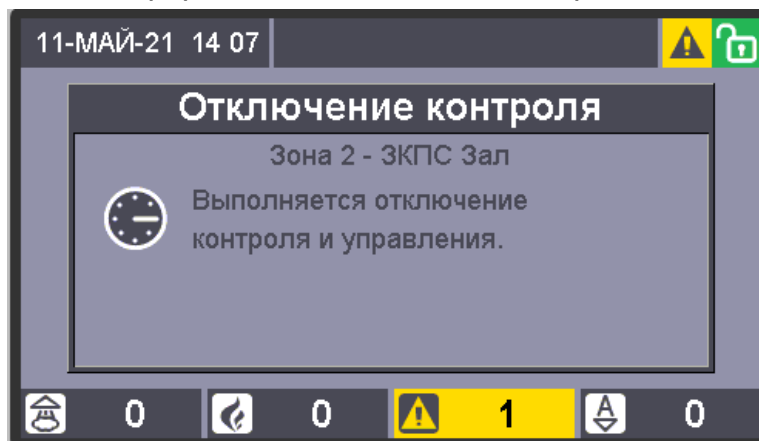 11-МАЙ-21 14 07
Отключение контроля
Зона 2 - ЗКПС Зал
Выполняется отключение
контроля и управления.
0 0 1 A 0